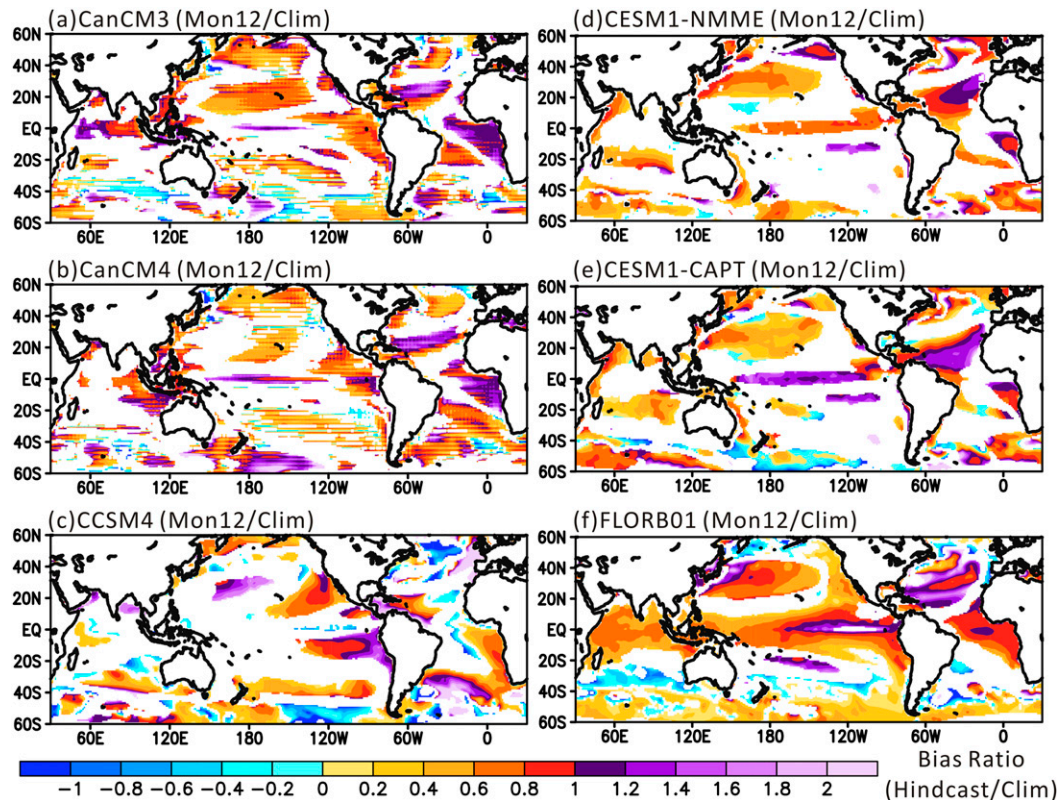 (a)CanCM3 (Mon12/Clim)
60N
40N
20N
EQ
20S
40S
60S
60E 120E 180 120W 60W 0
(b)CanCM4 (Mon12/Clim)
60N
40N
20N
EQ
20S
40S
60S
60E 120E 180 120W 60W 0
(c)CCSM4 (Mon12/Clim)
60N
40N
20N
EQ
20S
40S
60S
60E 120E 180 120W 60W 0
(d)CESM1-NMME (Mon12/Clim)
60N
40N
20N
EQ
20S
40S
60S
60E 120E 180 120W 60W 0
(e)CESM1-CAPT (Mon12/Clim)
60N
40N
20N
EQ
20S
40S
60S
60E 120E 180 120W 60W 0
(f)FLORB01 (Mon12/Clim)
60N
40N
20N
EQ
20S
40S
60S
60E 120E 180 120W 60W 0
−1 −0.8 −0.6 −0.4 −0.2 0 0.2 0.4 0.6 0.8 1 1.2 1.4 1.6 1.8 2
Bias Ratio
(Hindcast/Clim)